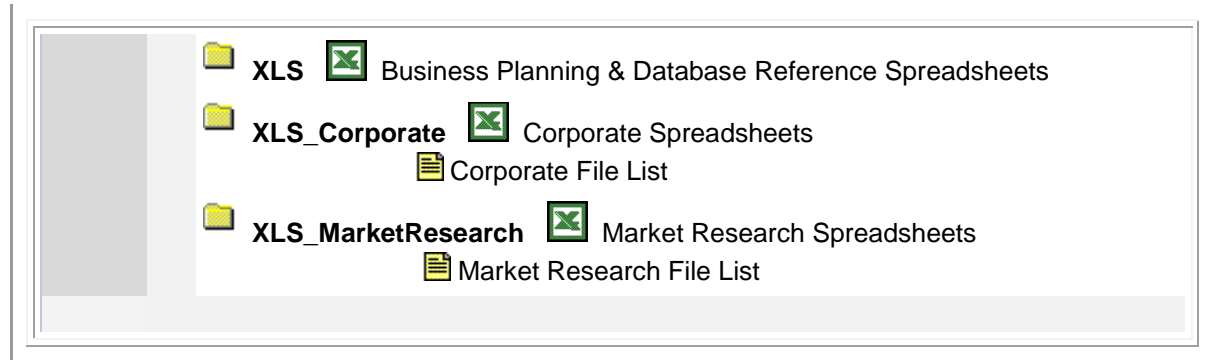 XLS Business Planning & Database Reference Spreadsheets
XLS_Corporate Corporate Spreadsheets
Corporate File List
XLS_MarketResearch Market Research Spreadsheets
Market Research File List